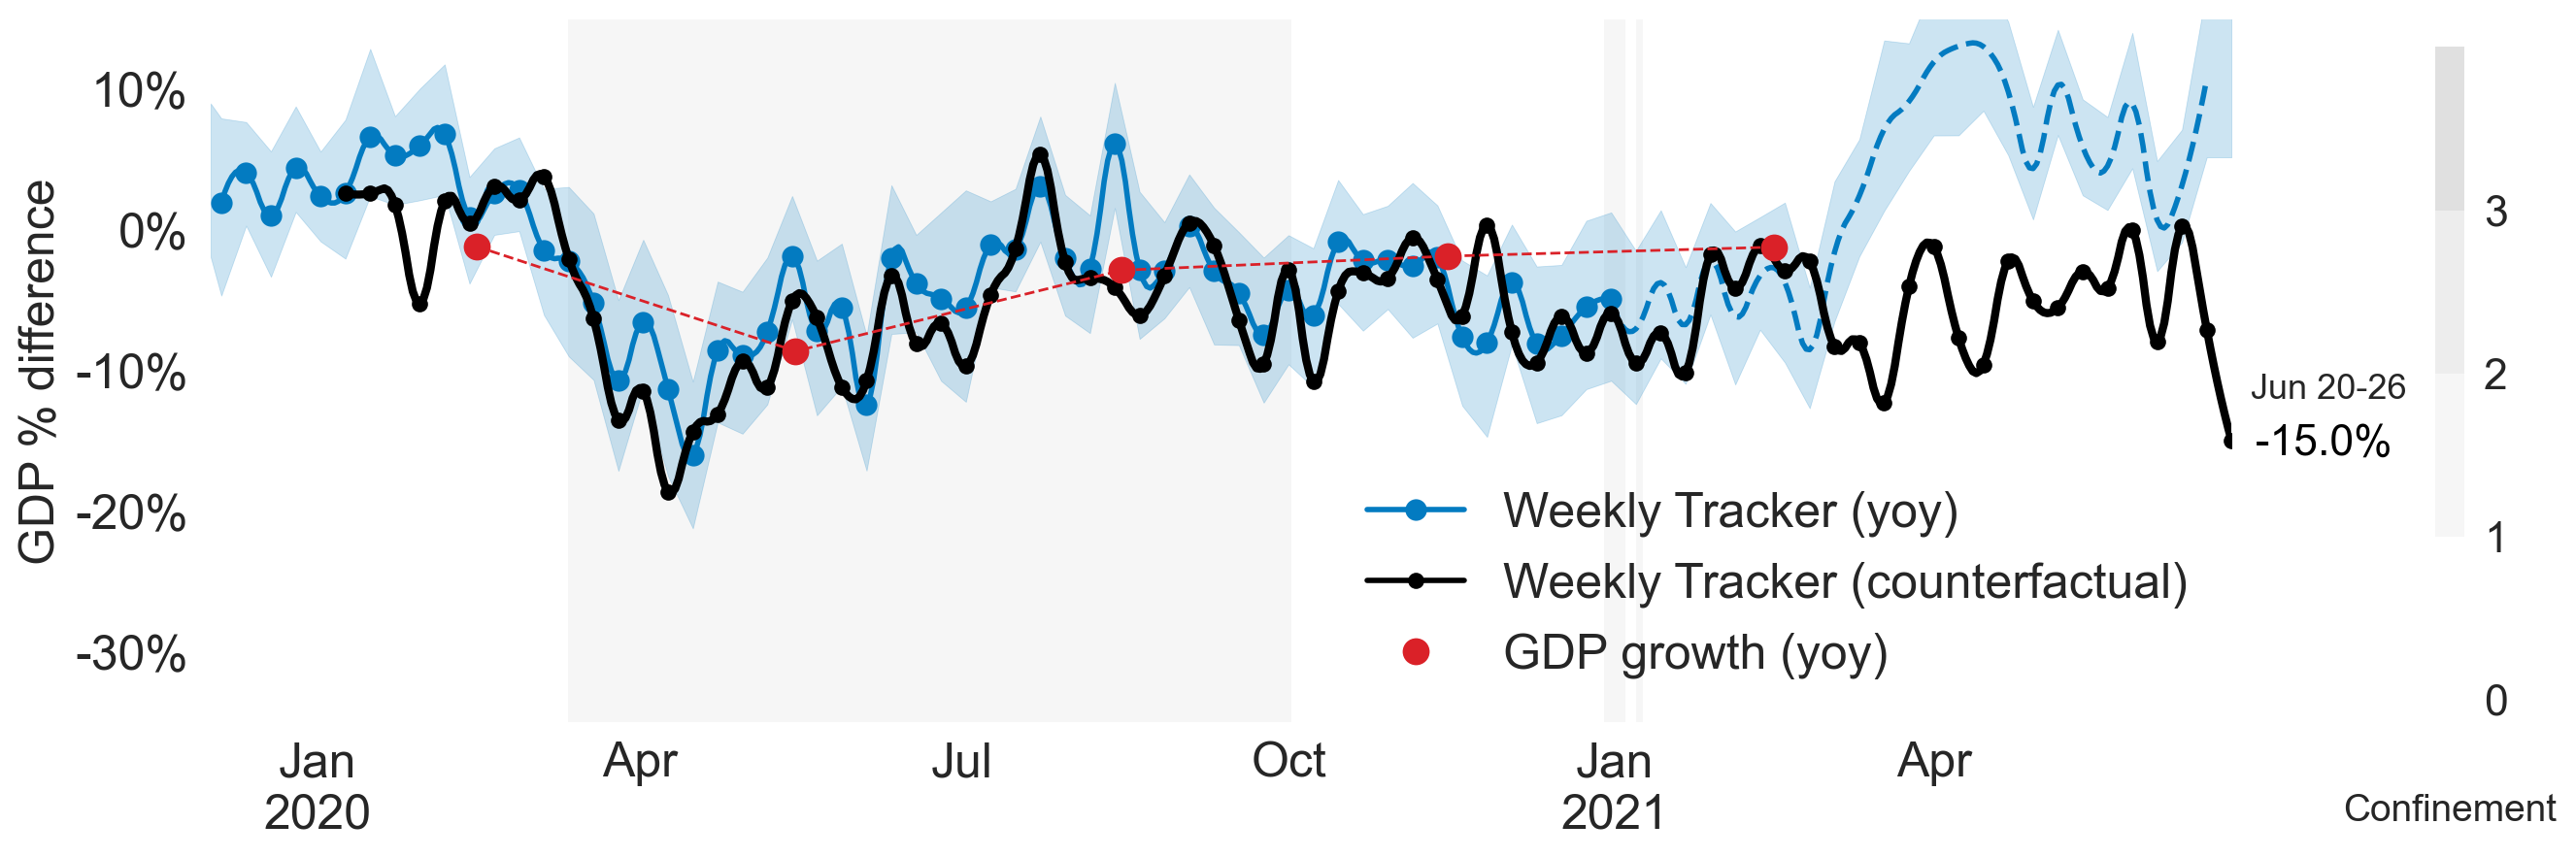 GDP % difference
10%
0%
-10%
-20%
-30%
Jan
2020
Apr
Jul
Oct
Jan
2021
Apr
Weekly Tracker (yoy)
Weekly Tracker (counterfactual)
GDP growth (yoy)
Jun 20-26
-15.0%
3
2
1
0
Confinement